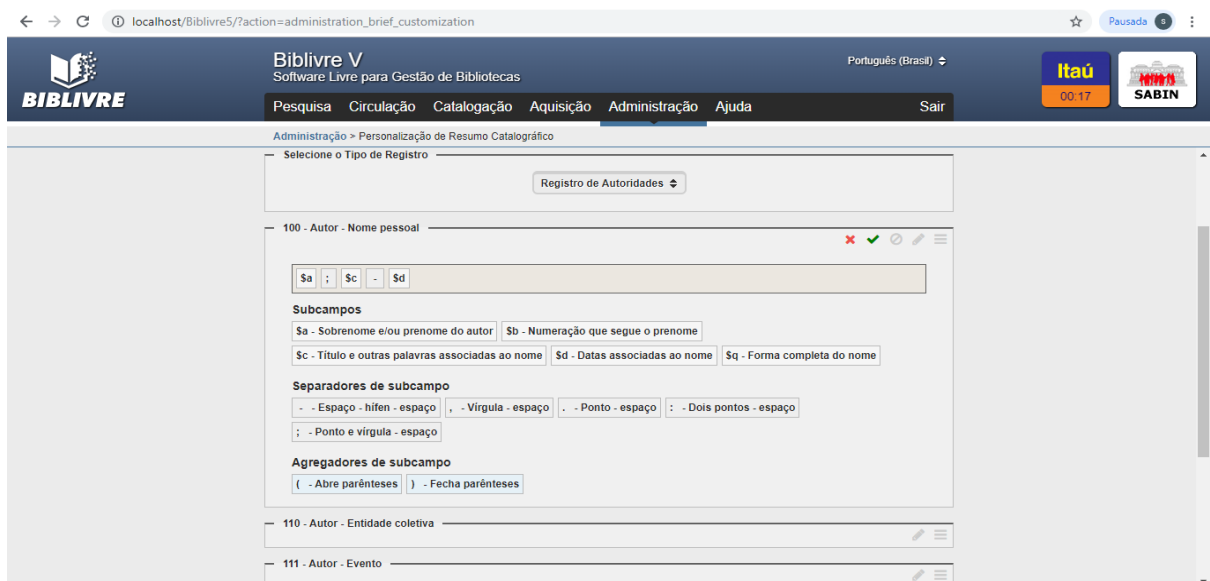 localhost/Biblivre5/?action=administration_brief_customization
Pausada
s
BIBLIVRE
Biblivre V
Software Livre para Gestão de Bibliotecas
Português (Brasil)
Itaú
00:17
SABIN
Pesquisa Circulação Catalogação Aquisição Administração Ajuda Sair
Administração > Personalização de Resumo Catalográfico
Selecione o Tipo de Registro
Registro de Autoridades
100 - Autor - Nome pessoal
$a ; $c - $d
Subcampos
$a - Sobrenome e/ou prenome do autor $b - Numeração que segue o prenome
$c - Título e outras palavras associadas ao nome $d - Datas associadas ao nome $q - Forma completa do nome
Separadores de subcampo
- - Espaço - hífen - espaço , - Vírgula - espaço . - Ponto - espaço : - Dois pontos - espaço
; - Ponto e vírgula - espaço
Agregadores de subcampo
( - Abre parênteses ) - Fecha parênteses
110 - Autor - Entidade coletiva
111 - Autor - Evento